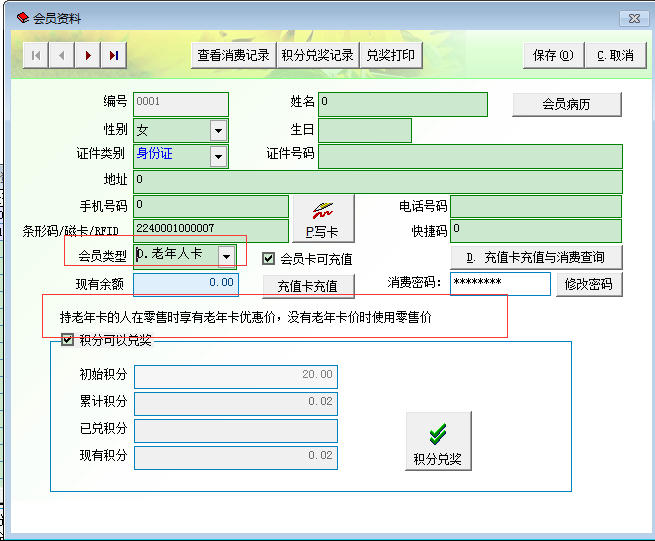 会员资料
查看消费记录 积分兑奖记录 兑奖打印 保存(O) C.取消
编号 0001 姓名 0 会员病历
性别 女 生日
证件类别 身份证 证件号码
地址 0
手机号码 0 P写卡 电话号码
条形码/磁卡/RFID 2240001000007 快捷码 0
会员类型 D.老年人卡 会员卡可充值 D. 充值卡充值与消费查询
现有余额 0.00 充值卡充值 消费密码: ******** 修改密码
持老年卡的人在零售时享有老年卡优惠价，没有老年卡价时使用零售价
积分可以兑奖
初始积分 20.00
累计积分 0.02
已兑积分
现有积分 0.02
积分兑奖